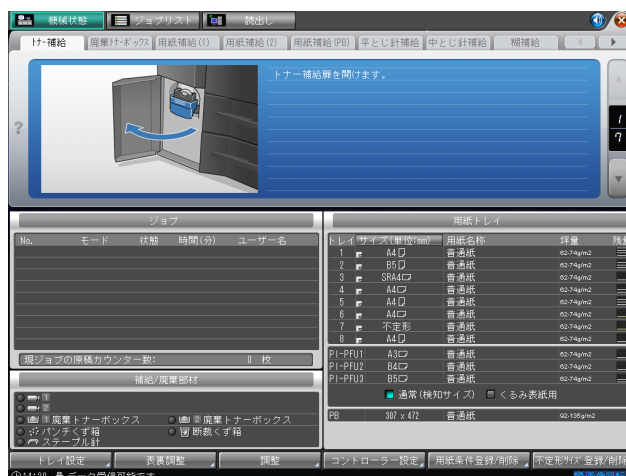 機械状態 ジョブリスト 読出し
トナー補給 廃棄トナーボックス 用紙補給(1) 用紙補給(2) 用紙補給(PB) 平とじ針補給 中とじ針補給 糊補給
トナー補給扉を開けます。
?
1
7
ジョブ
No. モード 状態 時間(分) ユーザー名
現ジョブの原稿カウンター数: 0 枚
補給/廃棄部材
1
2
1 廃棄トナーボックス 2 廃棄トナーボックス
パンチくず箱 断裁くず箱
ステープル針
用紙トレイ
トレイ サイズ(単位:mm) 用紙名称 坪量
1 A4 普通紙 62-74g/m2
2 B5 普通紙 62-74g/m2
3 SRA4 普通紙 62-74g/m2
4 A4 普通紙 62-74g/m2
5 A4 普通紙 62-74g/m2
6 A4 普通紙 62-74g/m2
7 不定形 普通紙 62-74g/m2
8 A4 普通紙 62-74g/m2
PI-PFU1 A3 普通紙 62-74g/m2
PI-PFU2 B4 普通紙 62-74g/m2
PI-PFU3 B5 普通紙 62-74g/m2
通常(検知サイズ) くるみ表紙用
PB 307 x 472 普通紙 92-135g/m2
トレイ設定 表裏調整 調整 コントローラー設定 用紙条件登録/削除 不定形サイズ登録/削除